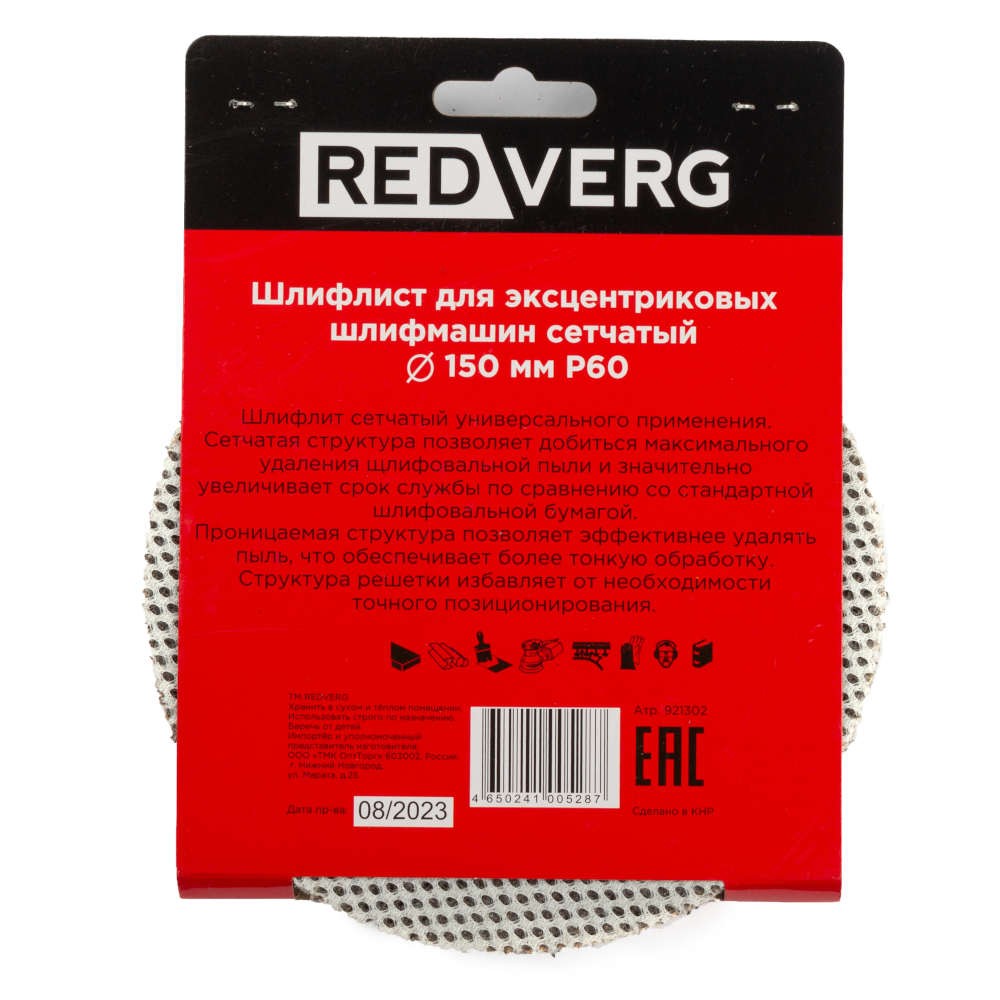 REDVERG
Шлифлист для эксцентриковых
шлифмашин сетчатый
⌀ 150 мм P60
Шлифлит сетчатый универсального применения.
Сетчатая структура позволяет добиться максимального
удаления щлифовальной пыли и значительно
увеличивает срок службы по сравнению со стандартной
шлифовальной бумагой.
Проницаемая структура позволяет эффективнее удалять
пыль, что обеспечивает более тонкую обработку.
Структура решетки избавляет от необходимости
точного позиционирования.
TM REDVERG
Хранить в сухом и тёплом помещении.
Использовать строго по назначению.
Беречь от детей.
Импортёр и уполномоченный
представитель изготовителя:
ООО «ТМК ОптТорг» 603002, Россия,
г. Нижний Новгород,
ул. Марата, д.25.
Дата пр-ва: 08/2023
4 650241 005287
Атр. 921302
EAC
Сделано в КНР